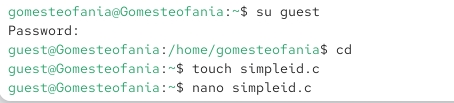 gomesteofania@Gomesteofania:~$ su guest
Password:
guest@Gomesteofania:/home/gomesteofania$ cd
guest@Gomesteofania:~$ touch simpleid.c
guest@Gomesteofania:~$ nano simpleid.c